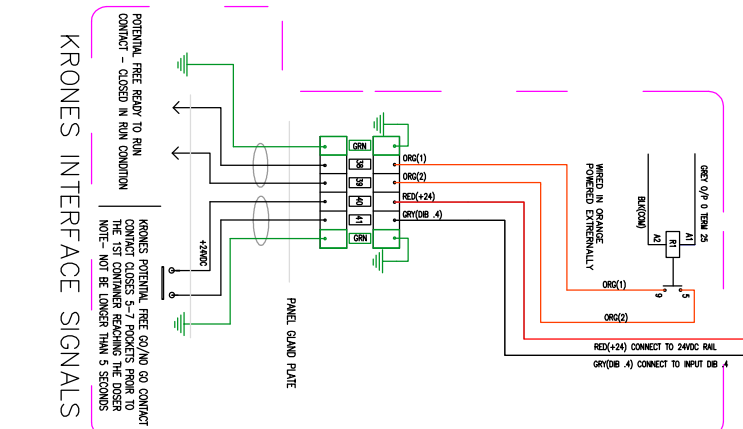 KRONES INTERFACE SIGNALS
POTENTIAL FREE READY TO RUN
CONTACT - CLOSED IN RUN CONDITION
KRONES POTENTIAL FREE GO/NO GO CONTACT
CONTACT CLOSES 5-7 POCKETS PROIR TO
THE 1ST CONTAINER REACHING THE DOSER
NOTE- NOT BE LONGER THAN 5 SECONDS
+24VDC
PANEL GLAND PLATE
GRN
38
39
40
41
GRN
ORG(1)
ORG(2)
RED(+24)
GRY(DIB .4)
WIRED IN ORANGE
POWERED EXTRERNALLY
GREY O/P 0 TERM 25
BLK(COM)
A1
A2
R1
5
9
ORG(1)
ORG(2)
RED(+24) CONNECT TO 24VDC RAIL
GRY(DIB .4) CONNECT TO INPUT DIB .4